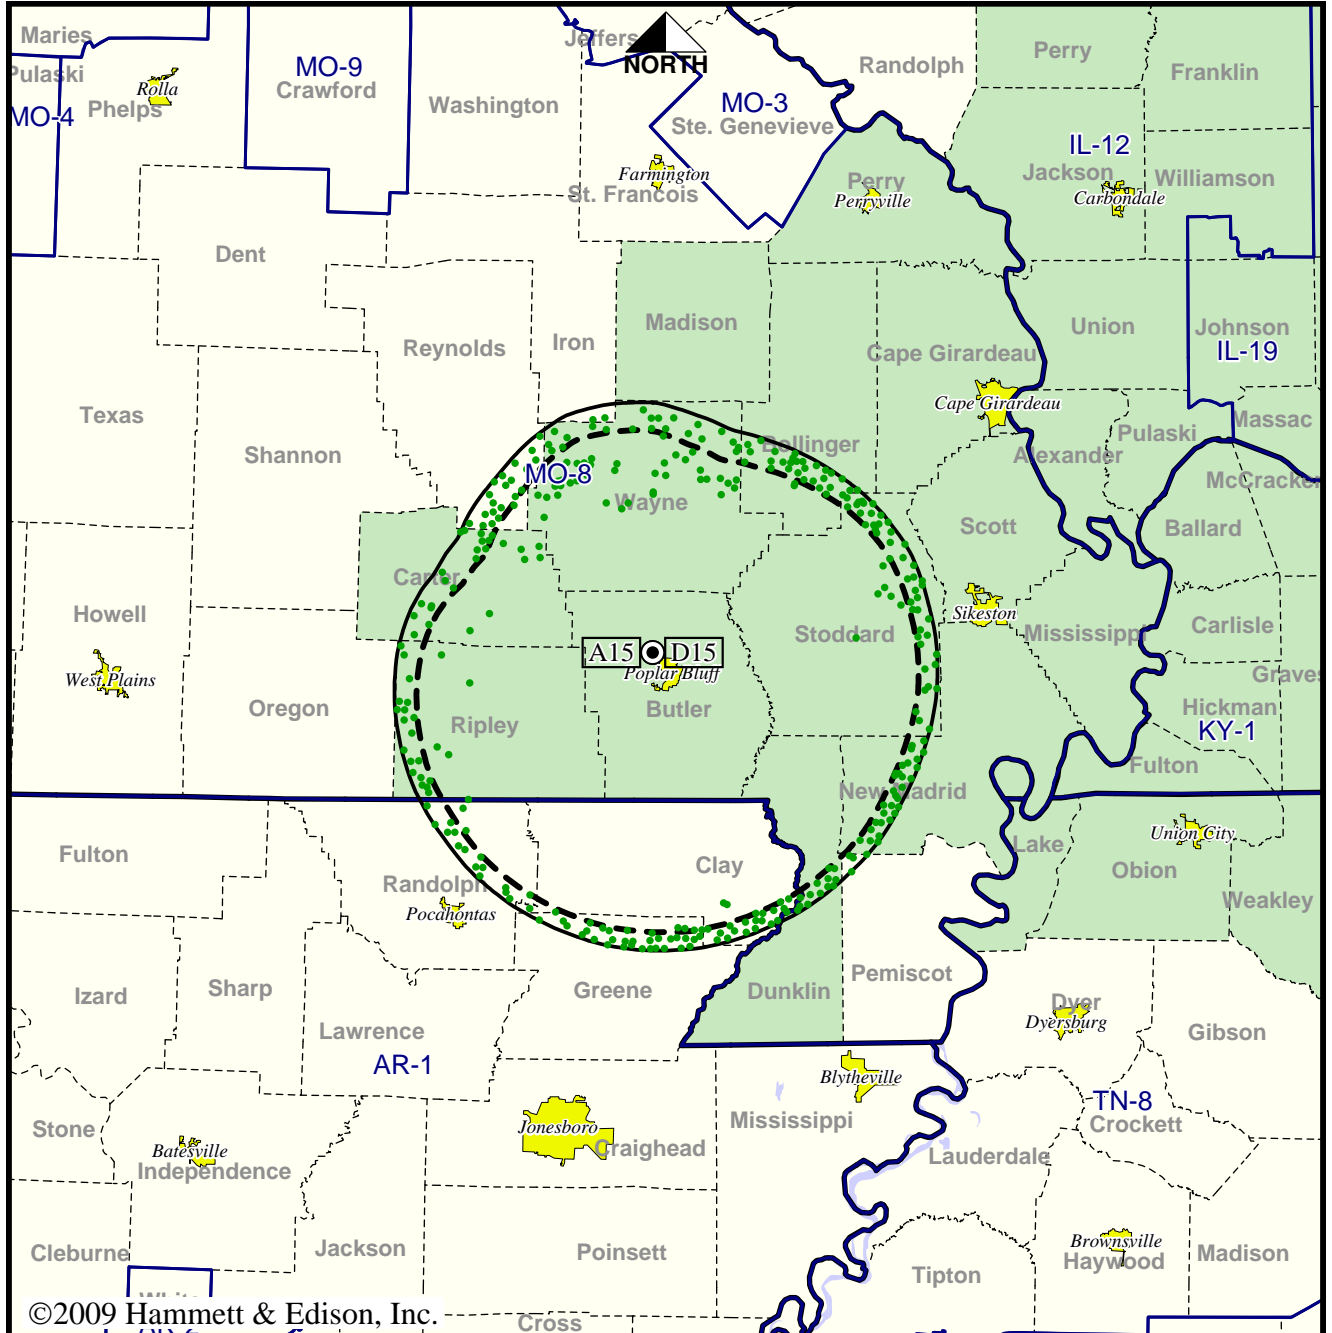 Maries
Jeffers
NORTH
Perry
Pulaski
MO-9
Randolph
Franklin
Rolla
Crawford
Phelps
Washington
MO-3
MO-4
Ste. Genevieve
IL-12
Farmington
St. Francois
Perry
Perryville
Jackson
Carbondale
Williamson
Dent
Madison
Union
Johnson
IL-19
Reynolds
Iron
Cape Girardeau
Cape Girardeau
Texas
Massac
Shannon
Bollinger
Pulaski
Alexander
MO-8
McCracken
Wayne
Scott
Ballard
Carter
Howell
Sikeston
Stoddard
Mississippi
Carlisle
A15
D15
West Plains
Poplar Bluff
Graves
Oregon
Butler
Hickman
Ripley
KY-1
Fulton
New Madrid
Fulton
Clay
Lake
Union City
Obion
Randolph
Pocahontas
Weakley
Izard
Sharp
Greene
Dunklin
Pemiscot
Dyer
Dyersburg
Lawrence
Gibson
AR-1
Blytheville
TN-8
Stone
Jonesboro
Mississippi
Crockett
Batesville
Craighead
Independence
Lauderdale
Cleburne
Jackson
Poinsett
Brownsville
Haywood
Madison
Tipton
White
©2009 Hammett & Edison, Inc.
Cross